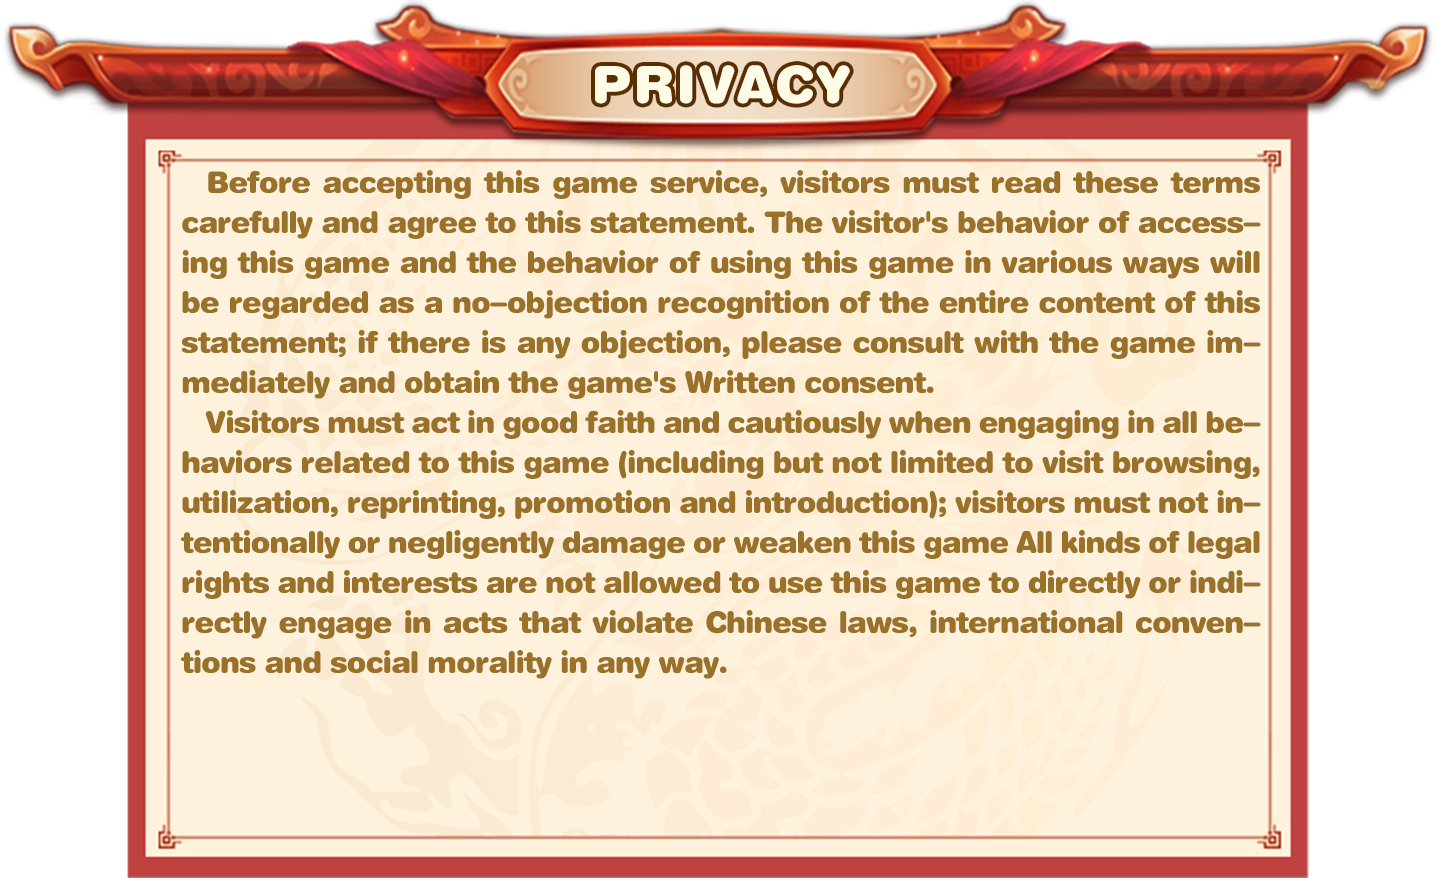 PRIVACY
Before accepting this game service, visitors must read these terms
carefully and agree to this statement. The visitor's behavior of access-
ing this game and the behavior of using this game in various ways will
be regarded as a no-objection recognition of the entire content of this
statement; if there is any objection, please consult with the game im-
mediately and obtain the game's Written consent.
Visitors must act in good faith and cautiously when engaging in all be-
haviors related to this game (including but not limited to visit browsing,
utilization, reprinting, promotion and introduction); visitors must not in-
tentionally or negligently damage or weaken this game All kinds of legal
rights and interests are not allowed to use this game to directly or indi-
rectly engage in acts that violate Chinese laws, international conven-
tions and social morality in any way.